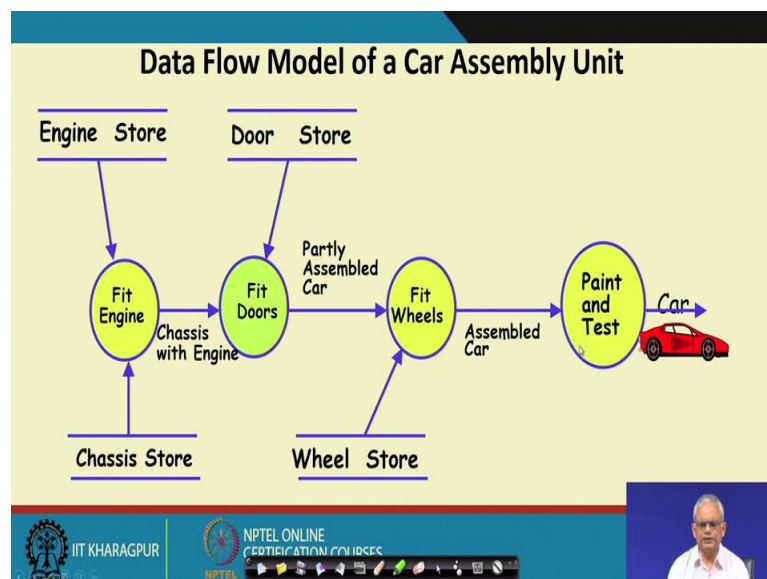 Data Flow Model of a Car Assembly Unit
Engine Store
Door Store
Partly
Assembled
Car
Fit
Engine
Fit
Doors
Fit
Wheels
Paint
and
Test
Car
Chassis
with Engine
Assembled
Car
Chassis Store
Wheel Store
IIT KHARAGPUR
NPTEL ONLINE
CERTIFICATION COURSES
NPTEL